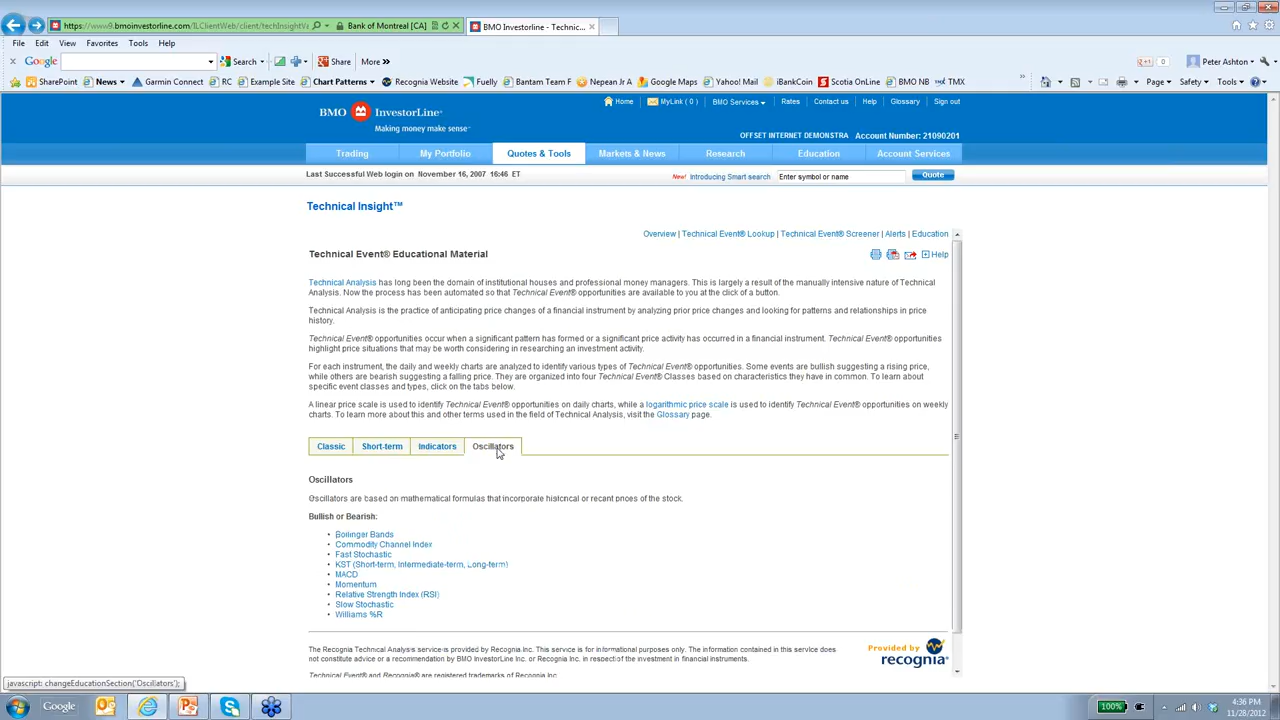 https://www9.bmoinvestorline.com/ILClientWeb/client/techInsightV
Bank of Montreal [CA]
BMO Investorline - Technic...
File Edit View Favorites Tools Help
Google Search Share More »
Peter Ashton
SharePoint News Garmin Connect RC Example Site Chart Patterns Recognia Website Fuelly Bantam Team F Nepean Jr A Google Maps Yahoo! Mail iBankCoin Scotia OnLine BMO NB TMX » Page Safety Tools
BMO InvestorLine
Making money make sense
Home MyLink ( 0 ) BMO Services Rates Contact us Help Glossary Sign out
OFFSET INTERNET DEMONSTRA Account Number: 21090201
Trading My Portfolio Quotes & Tools Markets & News Research Education Account Services
Last Successful Web login on November 16, 2007 16:46 ET
New! Introducing Smart search Enter symbol or name Quote
Technical Insight™
Overview | Technical Event® Lookup | Technical Event® Screener | Alerts | Education
Technical Event® Educational Material
Help
Technical Analysis has long been the domain of institutional houses and professional money managers. This is largely a result of the manually intensive nature of Technical
Analysis. Now the process has been automated so that Technical Event® opportunities are available to you at the click of a button.
Technical Analysis is the practice of anticipating price changes of a financial instrument by analyzing prior price changes and looking for patterns and relationships in price
history.
Technical Event® opportunities occur when a significant pattern has formed or a significant price activity has occurred in a financial instrument. Technical Event® opportunities
highlight price situations that may be worth considering in researching an investment activity.
For each instrument, the daily and weekly charts are analyzed to identify various types of Technical Event® opportunities. Some events are bullish suggesting a rising price,
while others are bearish suggesting a falling price. They are organized into four Technical Event® Classes based on characteristics they have in common. To learn about
specific event classes and types, click on the tabs below.
A linear price scale is used to identify Technical Event® opportunities on daily charts, while a logarithmic price scale is used to identify Technical Event® opportunities on weekly
charts. To learn more about this and other terms used in the field of Technical Analysis, visit the Glossary page.
Classic Short-term Indicators Oscillators
Oscillators
Oscillators are based on mathematical formulas that incorporate historical or recent prices of the stock.
Bullish or Bearish:
• Bollinger Bands
• Commodity Channel Index
• Fast Stochastic
• KST (Short-term, Intermediate-term, Long-term)
• MACD
• Momentum
• Relative Strength Index (RSI)
• Slow Stochastic
• Williams %R
The Recognia Technical Analysis service is provided by Recognia Inc. This service is for informational purposes only. The information contained in this service does
not constitute advice or a recommendation by BMO InvestorLine Inc. or Recognia Inc. in respect of the investment in financial instruments.
Provided by
recognia
Technical Event® and Recognia® are registered trademarks of Recognia Inc.
javascript: changeEducationSection('Oscillators');
Google
100%
4:36 PM
11/28/2012